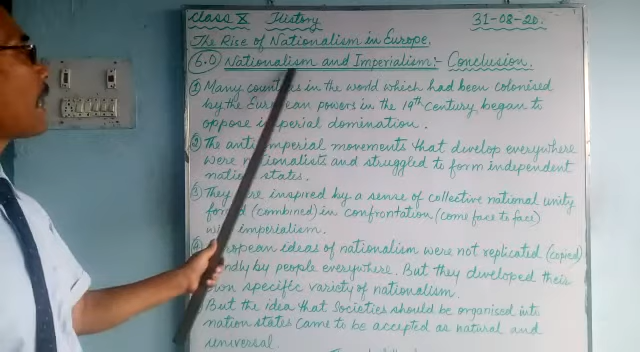 Class X History 31-08-20.
The Rise of Nationalism in Europe.
6.0 Nationalism and Imperialism:- Conclusion.
① Many countries in the world which had been colonised
by the European powers in the 19th Century began to
oppose imperial domination.
② The anti imperial movements that develop everywhere
were nationalists and struggled to form independent
nation states.
③ They were inspired by a sense of collective national unity
forged (combined) in confrontation (come face to face)
with imperialism.
European ideas of nationalism were not replicated (copied)
by people everywhere. But they developed their
own specific variety of nationalism.
But the idea that Societies should be organised into
nation states came to be accepted as natural and
universal.